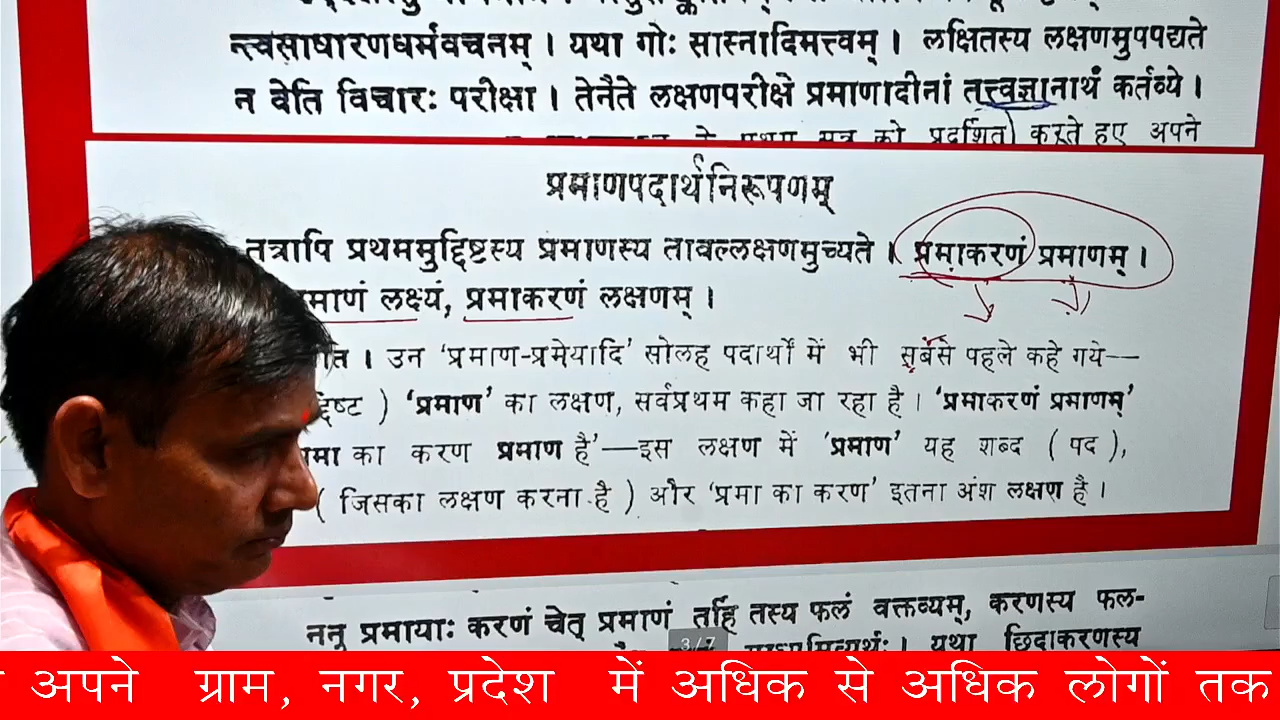 न्त्वसाधारणधर्मवचनम् । यथा गोः सास्नादिमत्त्वम् । लक्षितस्य लक्षणमुपपद्यते
न वेति विचारः परीक्षा । तेनैते लक्षणपरीक्षे प्रमाणादीनां तत्त्वज्ञानार्थं कर्तव्ये ।
को प्रदर्शित करते हुए अपने
प्रमाणपदार्थनिरूपणम्
तत्रापि प्रथममुद्दिष्टस्य प्रमाणस्य तावल्लक्षणमुच्यते । प्रमाकरणं प्रमाणम् ।
माणं लक्ष्यं, प्रमाकरणं लक्षणम् ।
। उन ‘प्रमाण-प्रमेयादि’ सोलह पदार्थों में भी सबसे पहले कहे गये—
) ‘प्रमाण’ का लक्षण, सर्वप्रथम कहा जा रहा है । ‘प्रमाकरणं प्रमाणम्’
मा का करण प्रमाण है’—इस लक्षण में ‘प्रमाण’ यह शब्द ( पद ),
( जिसका लक्षण करना है ) और ‘प्रमा का करण’ इतना अंश लक्षण है ।
ननु प्रमायाः करणं चेत् प्रमाणं तर्हि तस्य फलं वक्तव्यम्, करणस्य फल-
3/7
यथा छिदाकरणस्य
अपने ग्राम, नगर, प्रदेश में अधिक से अधिक लोगों तक